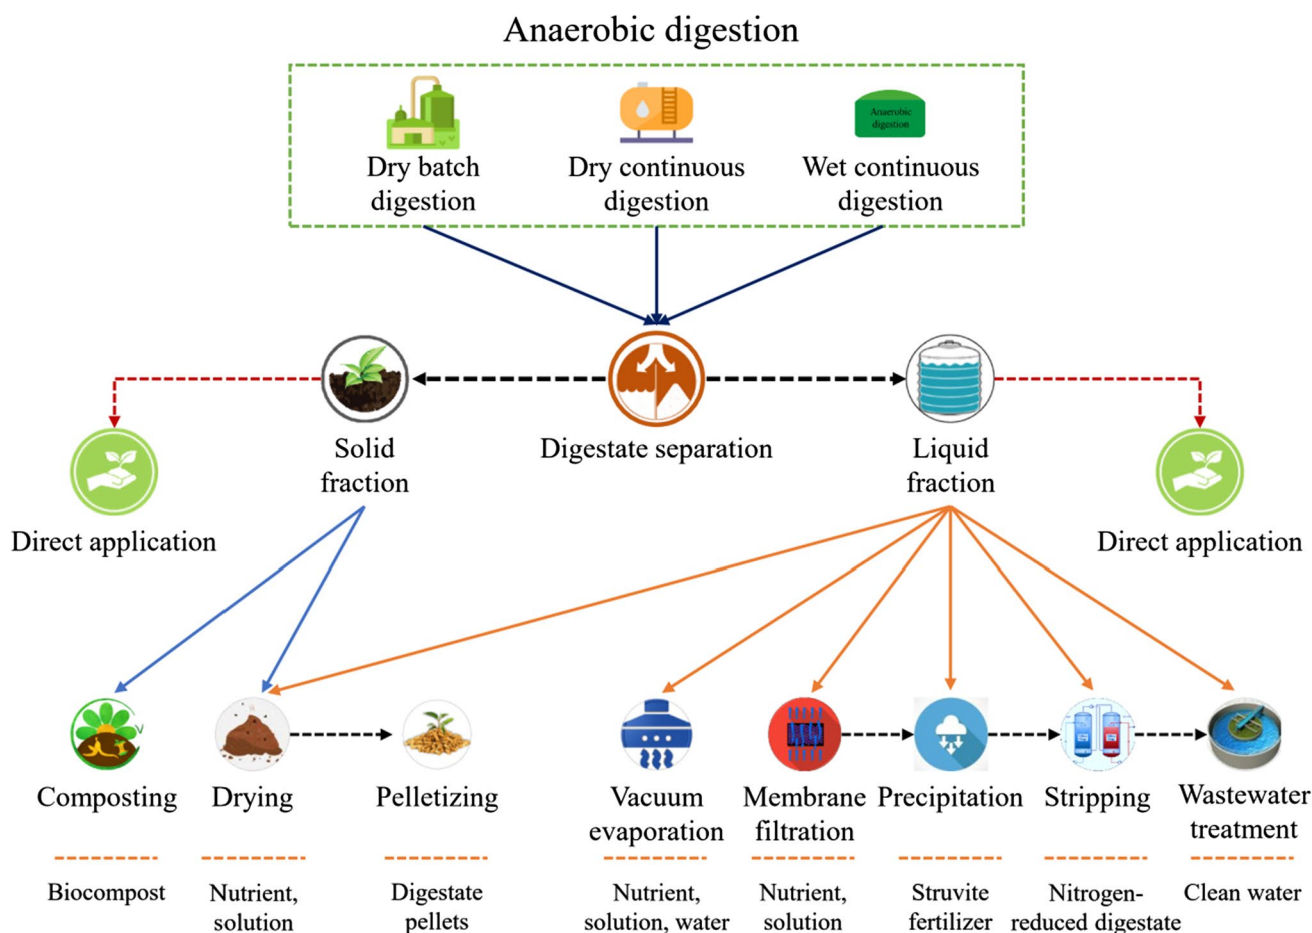 Anaerobic digestion
Anaerobic
digestion
Dry batch
digestion
Dry continuous
digestion
Wet continuous
digestion
Solid
fraction
Digestate separation
Liquid
fraction
Direct application
Direct application
Composting
Drying
Pelletizing
Vacuum
evaporation
Membrane
filtration
Precipitation
Stripping
Wastewater
treatment
Biocompost
Nutrient,
solution
Digestate
pellets
Nutrient,
solution, water
Nutrient,
solution
Struvite
fertilizer
Nitrogen-
reduced digestate
Clean water